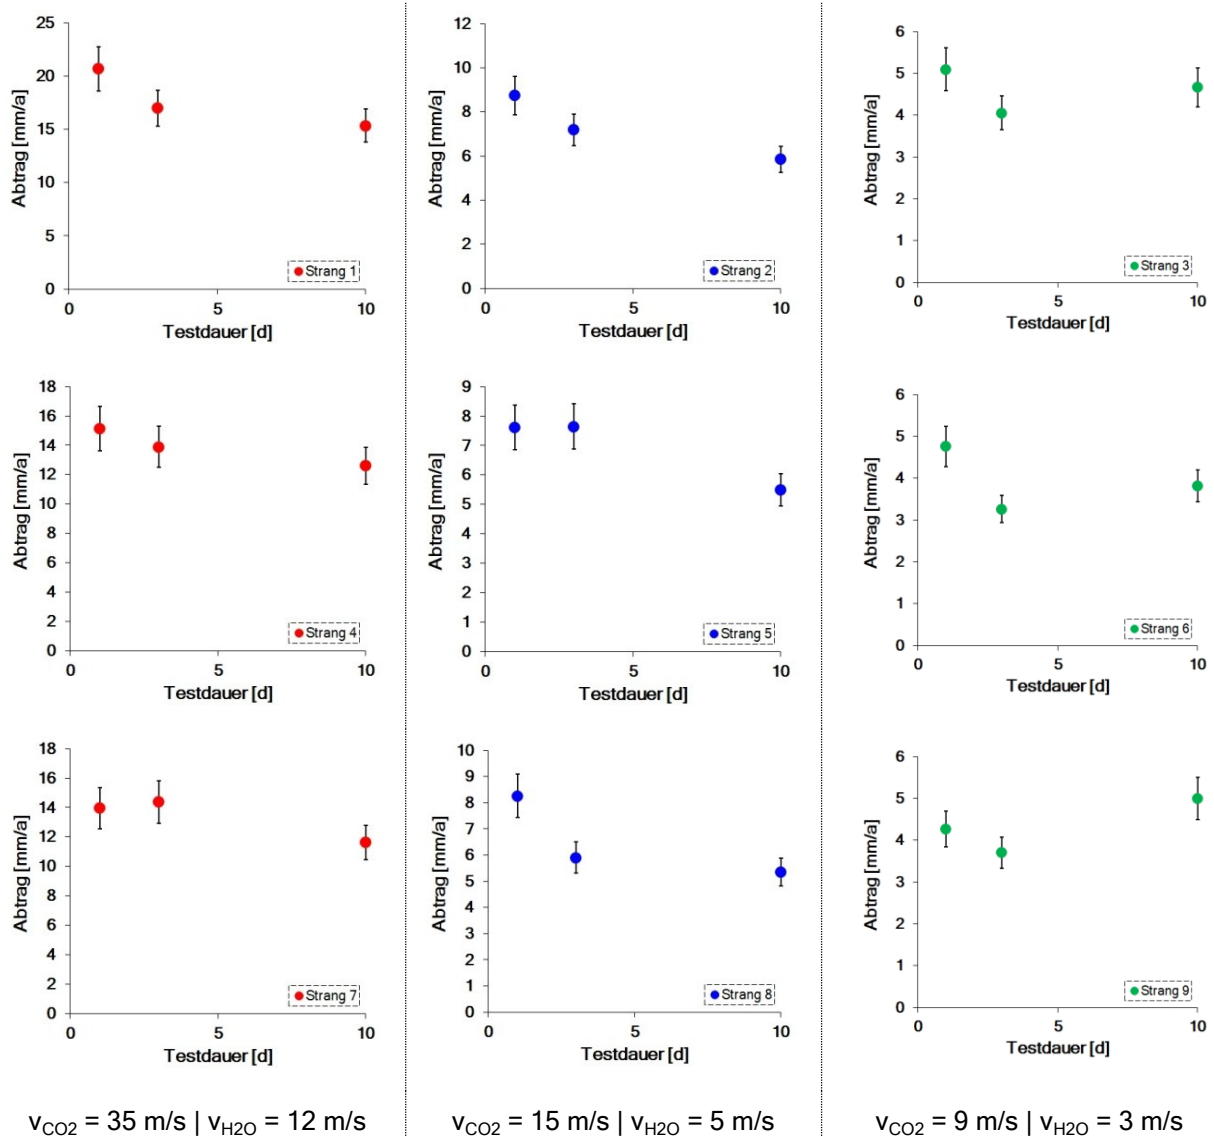 25
20
15
10
5
0
Abtrag [mm/a]
Strang 1
0 5 10
Testdauer [d]
12
10
8
6
4
2
0
Abtrag [mm/a]
Strang 2
0 5 10
Testdauer [d]
6
5
4
3
2
1
0
Abtrag [mm/a]
Strang 3
0 5 10
Testdauer [d]
18
16
14
12
10
8
6
4
2
0
Abtrag [mm/a]
Strang 4
0 5 10
Testdauer [d]
9
8
7
6
5
4
3
2
1
0
Abtrag [mm/a]
Strang 5
0 5 10
Testdauer [d]
6
5
4
3
2
1
0
Abtrag [mm/a]
Strang 6
0 5 10
Testdauer [d]
18
16
14
12
10
8
6
4
2
0
Abtrag [mm/a]
Strang 7
0 5 10
Testdauer [d]
10
9
8
7
6
5
4
3
2
1
0
Abtrag [mm/a]
Strang 8
0 5 10
Testdauer [d]
6
5
4
3
2
1
0
Abtrag [mm/a]
Strang 9
0 5 10
Testdauer [d]
vCO2 = 35 m/s | vH2O = 12 m/s
vCO2 = 15 m/s | vH2O = 5 m/s
vCO2 = 9 m/s | vH2O = 3 m/s